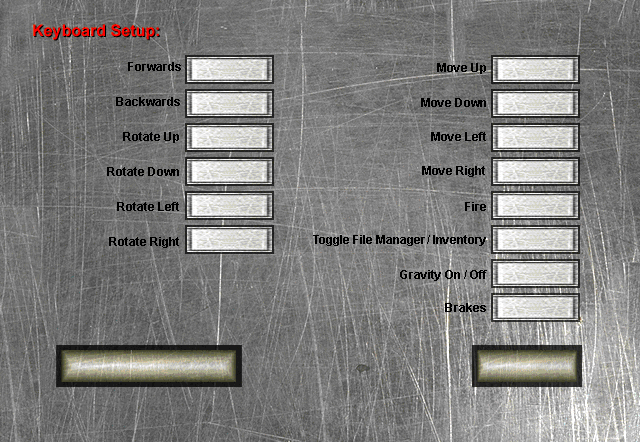 Keyboard Setup:
Forwards
Backwards
Rotate Up
Rotate Down
Rotate Left
Rotate Right
Move Up
Move Down
Move Left
Move Right
Fire
Toggle File Manager / Inventory
Gravity On / Off
Brakes